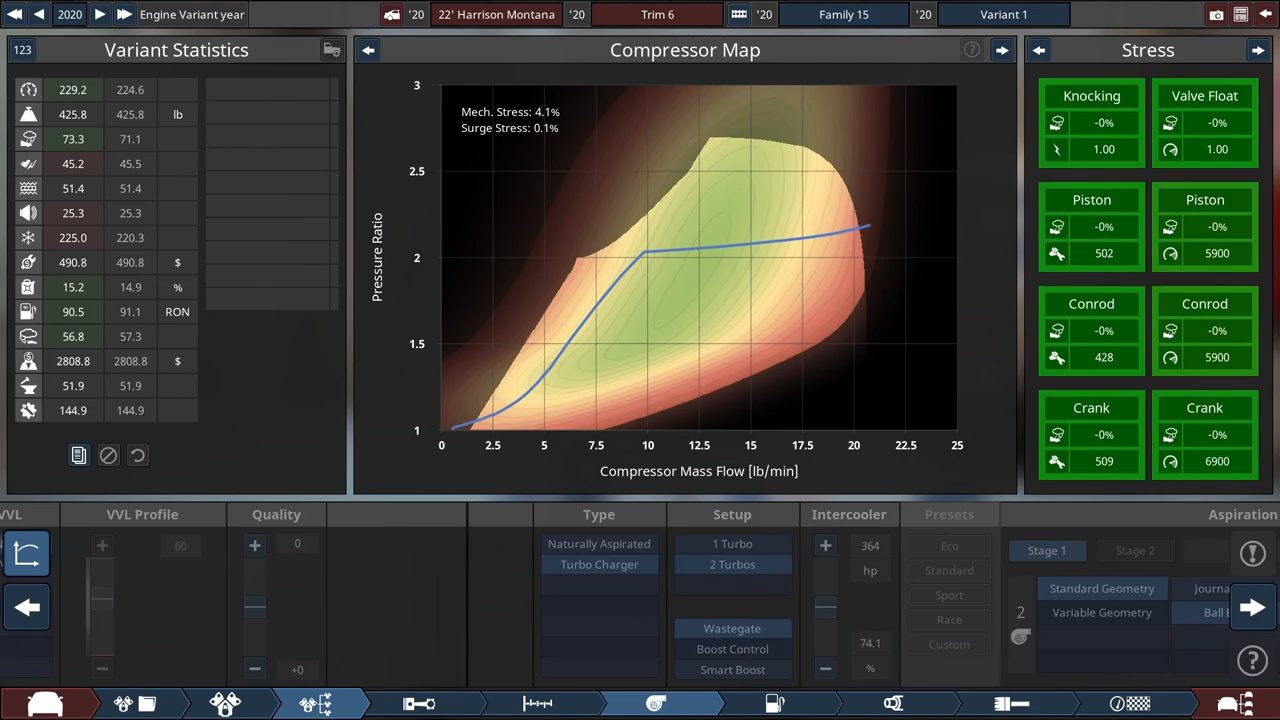 2020 Engine Variant year '20 22' Harrison Montana '20 Trim 6 '20 Family 15 '20 Variant 1
123 Variant Statistics
229.2 224.6
425.8 425.8 lb
73.3 71.1
45.2 45.5
51.4 51.4
25.3 25.3
225.0 220.3
490.8 490.8 $
15.2 14.9 %
90.5 91.1 RON
56.8 57.3
2808.8 2808.8 $
51.9 51.9
144.9 144.9
Compressor Map
?
Mech. Stress: 4.1%
Surge Stress: 0.1%
3
2.5
2
1.5
1
Pressure Ratio
0 2.5 5 7.5 10 12.5 15 17.5 20 22.5 25
Compressor Mass Flow [lb/min]
Stress
Knocking Valve Float
-0% -0%
1.00 1.00
Piston Piston
-0% -0%
502 5900
Conrod Conrod
-0% -0%
428 5900
Crank Crank
-0% -0%
509 6900
VVL VVL Profile Quality Type Setup Intercooler Presets Aspiration
60
0
+0
Naturally Aspirated
Turbo Charger
1 Turbo
2 Turbos
Wastegate
Boost Control
Smart Boost
364
hp
74.1
%
Eco
Standard
Sport
Race
Custom
Stage 1 Stage 2
2
Standard Geometry Journa
Variable Geometry Ball B
?